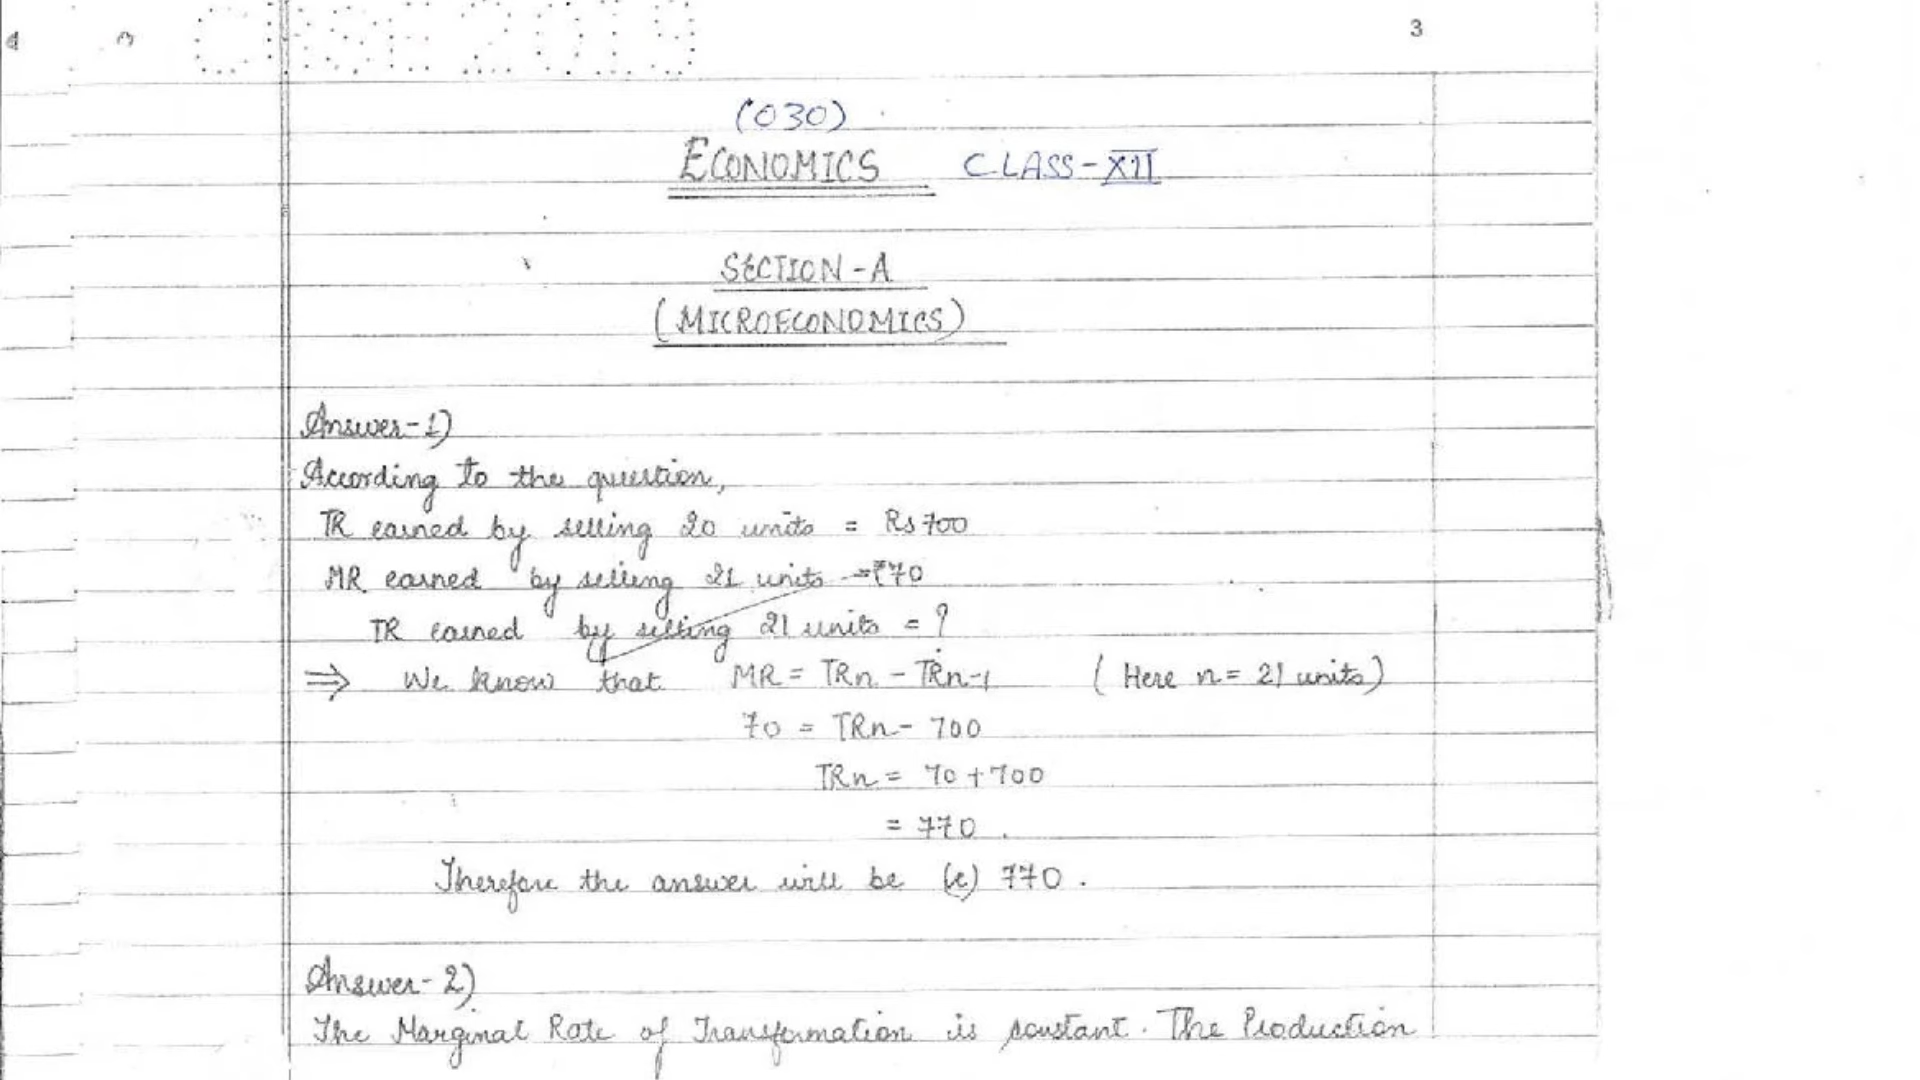 3
(030)
ECONOMICS CLASS-XII
SECTION-A
(MICROECONOMICS)
Answer-1)
According to the question,
TR earned by selling 20 units = Rs 700
MR earned by selling 21 units = ₹70
TR earned by selling 21 units = ?
⇒ We know that MR = TRn - TRn-1 (Here n = 21 units)
70 = TRn - 700
TRn = 70 + 700
= 770.
Therefore the answer will be (c) 770.
Answer-2)
The Marginal Rate of Transformation is constant. The Production